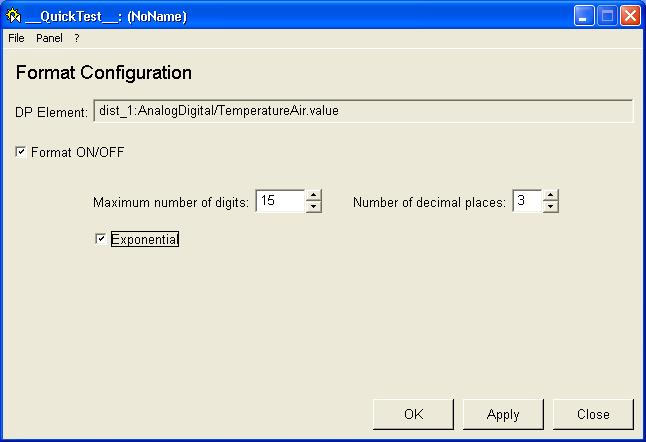 __QuickTest__: (NoName)
File Panel ?
Format Configuration
DP Element: dist_1:AnalogDigital/TemperatureAir.value
Format ON/OFF
Maximum number of digits: 15 Number of decimal places: 3
Exponential
OK Apply Close